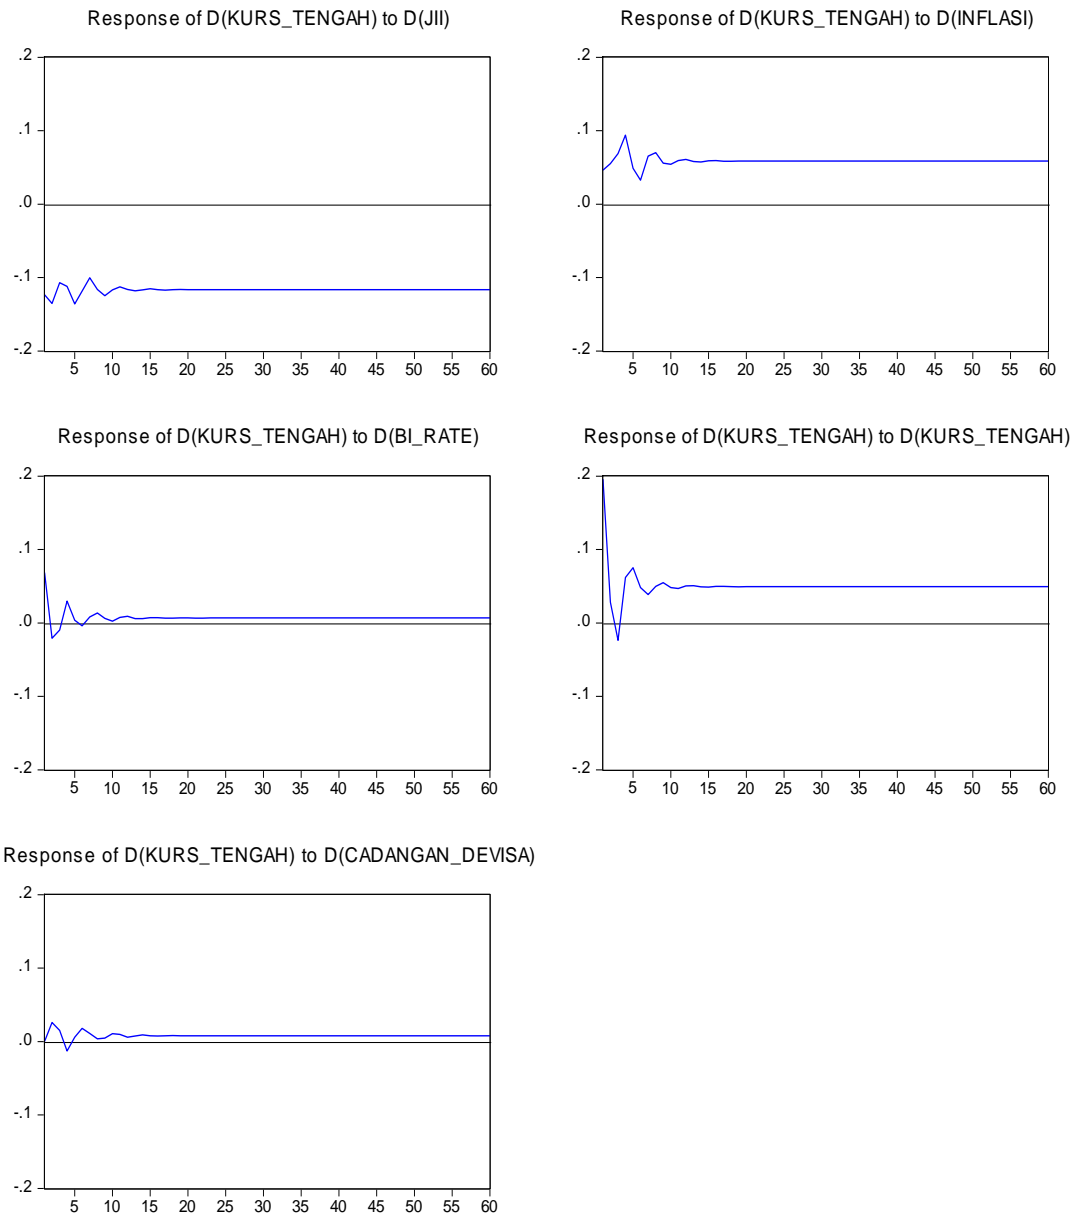 Response of D(KURS_TENGAH) to D(JII)
.2
.1
.0
-.1
-.2
5 10 15 20 25 30 35 40 45 50 55 60
Response of D(KURS_TENGAH) to D(INFLASI)
.2
.1
.0
-.1
-.2
5 10 15 20 25 30 35 40 45 50 55 60
Response of D(KURS_TENGAH) to D(BI_RATE)
.2
.1
.0
-.1
-.2
5 10 15 20 25 30 35 40 45 50 55 60
Response of D(KURS_TENGAH) to D(KURS_TENGAH)
.2
.1
.0
-.1
-.2
5 10 15 20 25 30 35 40 45 50 55 60
Response of D(KURS_TENGAH) to D(CADANGAN_DEVISA)
.2
.1
.0
-.1
-.2
5 10 15 20 25 30 35 40 45 50 55 60